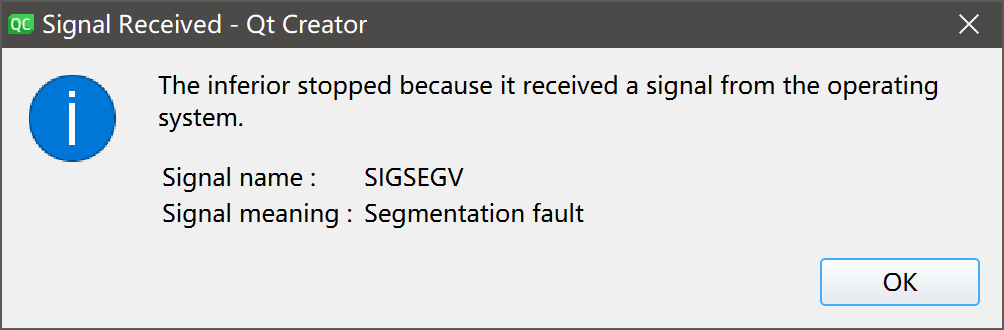 QC Signal Received - Qt Creator
The inferior stopped because it received a signal from the operating
system.
Signal name : SIGSEGV
Signal meaning : Segmentation fault
OK